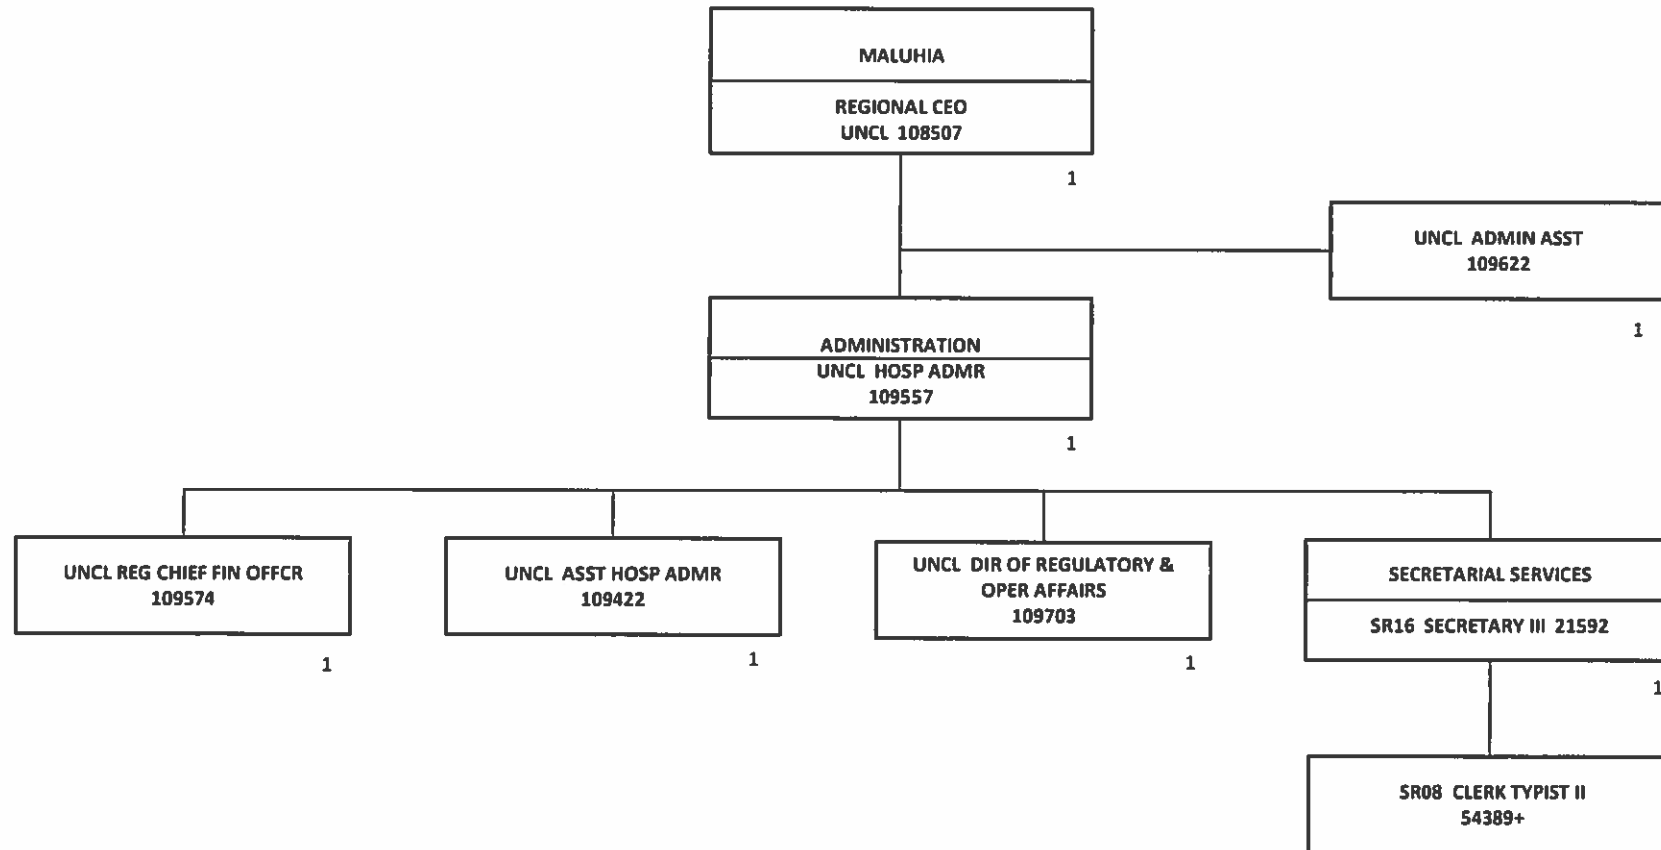 MALUHIA
REGIONAL CEO
UNCL 108507
1
UNCL ADMIN ASST
109622
1
ADMINISTRATION
UNCL HOSP ADMR
109557
1
UNCL REG CHIEF FIN OFFCR
109574
1
UNCL ASST HOSP ADMR
109422
1
UNCL DIR OF REGULATORY &
OPER AFFAIRS
109703
1
SECRETARIAL SERVICES
SR16 SECRETARY III 21592
1
SR08 CLERK TYPIST II
54389+